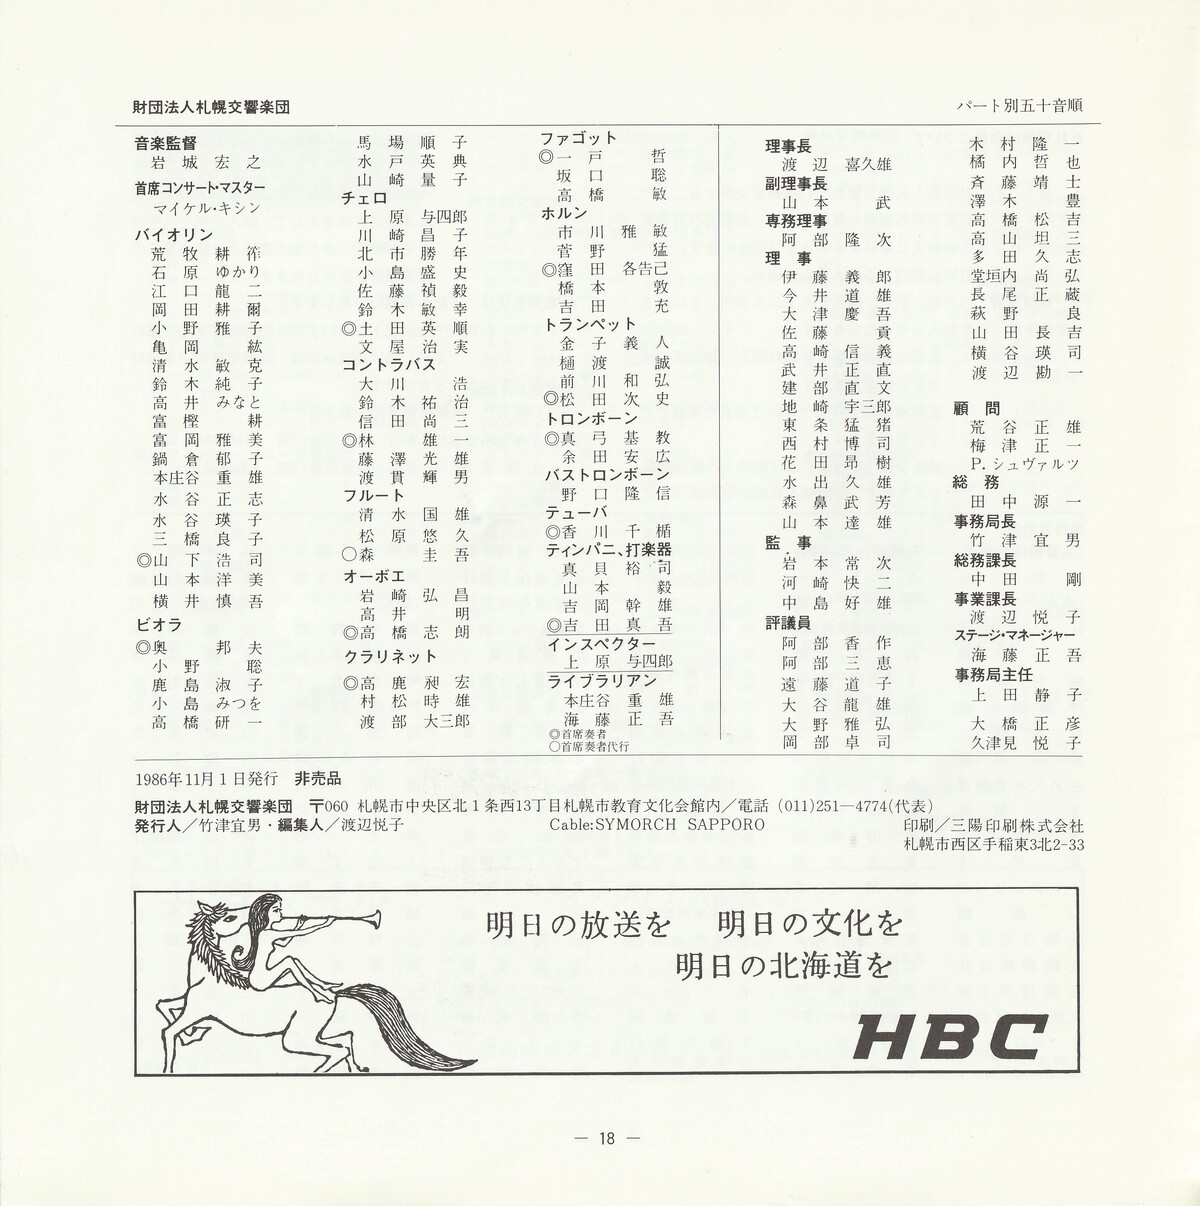 財団法人札幌交響楽団
パート別五十音順
音楽監督
岩城宏之
首席コンサート・マスター
マイケル・キシン
バイオリン
荒牧耕筰
石原ゆかり
江口龍二
岡田耕爾
小野雅子
亀岡紘
清水敏克
鈴木純子
高井みなと
富樫耕
富岡雅美
鍋倉郁子
本庄谷重雄
水谷正志
水谷瑛子
三橋良子
◎山下浩司
山本洋美
横井慎吾
ビオラ
◎奥邦夫
小野聡
鹿島淑子
小島みつを
高橋研一
馬場順子
水戸英典
山崎量子
チェロ
上原与四郎
川崎昌子
北市勝年
小島盛史
佐藤禎毅
鈴木敏幸
◎土田英順
文屋治実
コントラバス
大川浩
鈴木祐治
信田尚三
◎林雄一
藤澤光雄
渡貫輝男
フルート
清水国雄
松原悠久
○森圭吾
オーボエ
岩崎弘昌
高井明
◎高橋志朗
クラリネット
◎高鹿昶宏
村松時雄
渡部大三郎
ファゴット
◎一戸哲
坂口聡
高橋敏
ホルン
市川雅敏
菅野猛
◎窪田各告己
橋本敦
吉田充
トランペット
金子義人
樋渡誠
前川和弘
◎松田次史
トロンボーン
◎真弓基教
余田安広
バストロンボーン
野口隆信
テューバ
◎香川千楯
ティンパニ、打楽器
真貝裕司
山本毅
吉岡幹雄
◎吉田真吾
インスペクター
上原与四郎
ライブラリアン
本庄谷重雄
海藤正吾
◎首席奏者
○首席奏者代行
理事長
渡辺喜久雄
副理事長
山本武
専務理事
阿部隆次
理事
伊藤義郎
今井道雄
大津慶吾
佐藤貢
高崎信義
武井正直
建部直文
地崎宇三郎
東条猛猪
西村博司
花田昂樹
水出久雄
森鼻武芳
山本達雄
監事
岩本常次
河崎快二
中島好雄
評議員
阿部香作
阿部三恵
遠藤道子
大谷龍雄
大野雅弘
岡部卓司
木村隆一
橘内哲也
斉藤靖士
澤木豊
高橋松吉
高山坦三
多田久志
堂垣内尚弘
長尾正蔵
萩野良
山田長吉
横谷瑛司
渡辺勘一
顧問
荒谷正雄
梅津正一
P.シュヴァルツ
総務
田中源一
事務局長
竹津宜男
総務課長
中田剛
事業課長
渡辺悦子
ステージ・マネージャー
海藤正吾
事務局主任
上田静子
大橋正彦
久津見悦子
1986年11月1日発行 非売品
財団法人札幌交響楽団 〒060 札幌市中央区北1条西13丁目札幌市教育文化会館内／電話 (011)251―4774(代表)
発行人／竹津宜男・編集人／渡辺悦子
Cable:SYMORCH SAPPORO
印刷／三陽印刷株式会社
札幌市西区手稲東3北2-33
明日の放送を 明日の文化を
明日の北海道を
HBC
― 18 ―